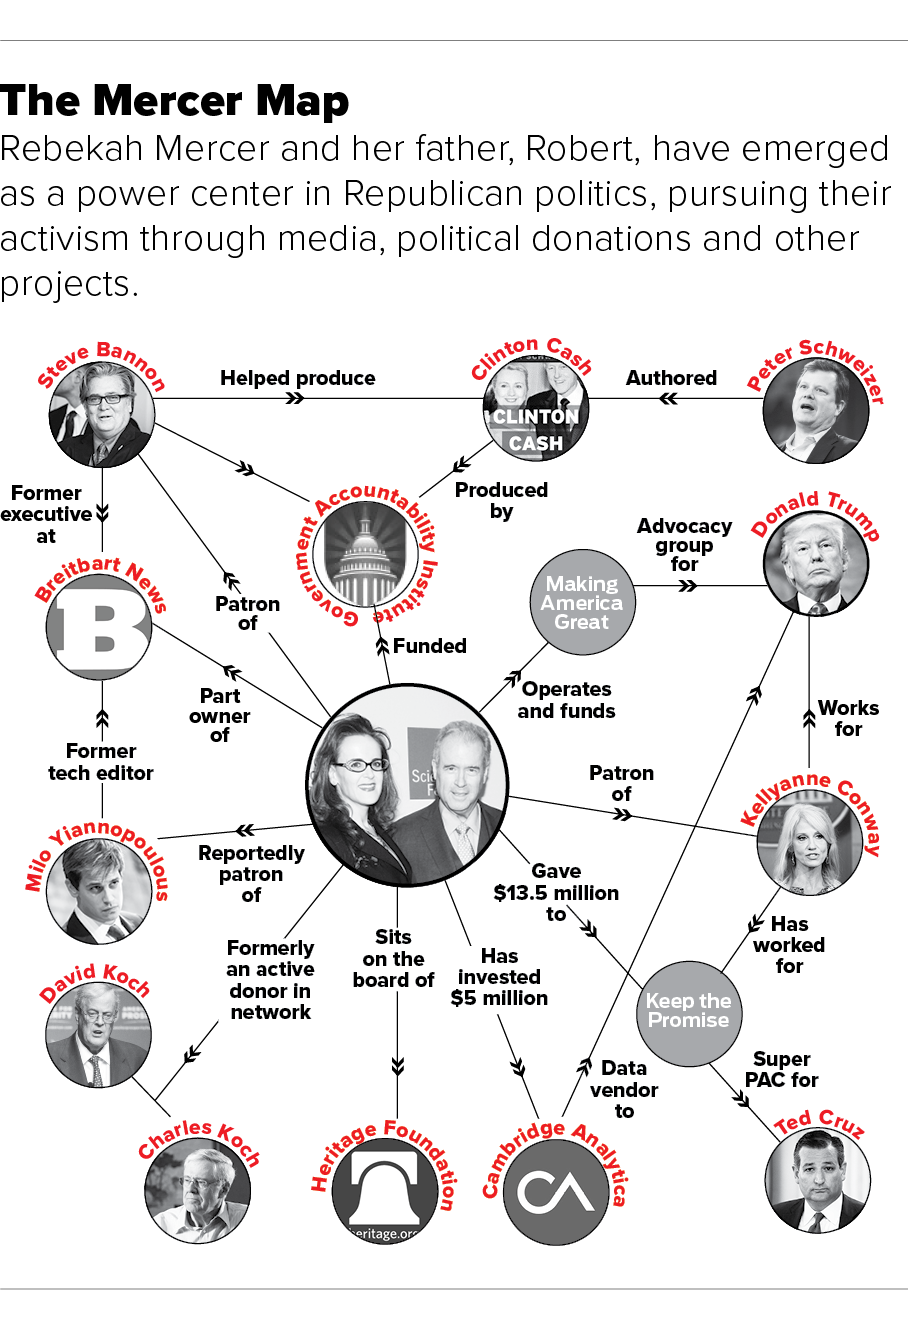 The Mercer Map
Rebekah Mercer and her father, Robert, have emerged
as a power center in Republican politics, pursuing their
activism through media, political donations and other
projects.
Steve Bannon
Helped produce
Clinton Cash
CLINTON
CASH
Authored
Peter Schweizer
Former
executive
at
Government Accountability Institute
Produced
by
Advocacy
group
for
Donald Trump
Breitbart News
B
Patron
of
Making
America
Great
Funded
Part
owner
of
Operates
and funds
Works
for
Former
tech editor
Patron
of
Kellyanne Conway
Milo Yiannopoulous
Reportedly
patron
of
Gave
$13.5 million
to
Has
worked
for
Formerly
an active
donor in
network
Sits
on the
board of
Has
invested
$5 million
David Koch
Keep the
Promise
Data
vendor
to
Super
PAC for
Charles Koch
Heritage Foundation
heritage.org
Cambridge Analytica
CA
Ted Cruz